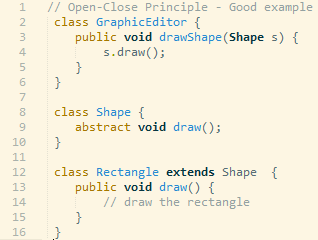 1 // Open-Close Principle - Good example
2 class GraphicEditor {
3 public void drawShape(Shape s) {
4 s.draw();
5 }
6 }
7
8 class Shape {
9 abstract void draw();
10 }
11
12 class Rectangle extends Shape {
13 public void draw() {
14 // draw the rectangle
15 }
16 }